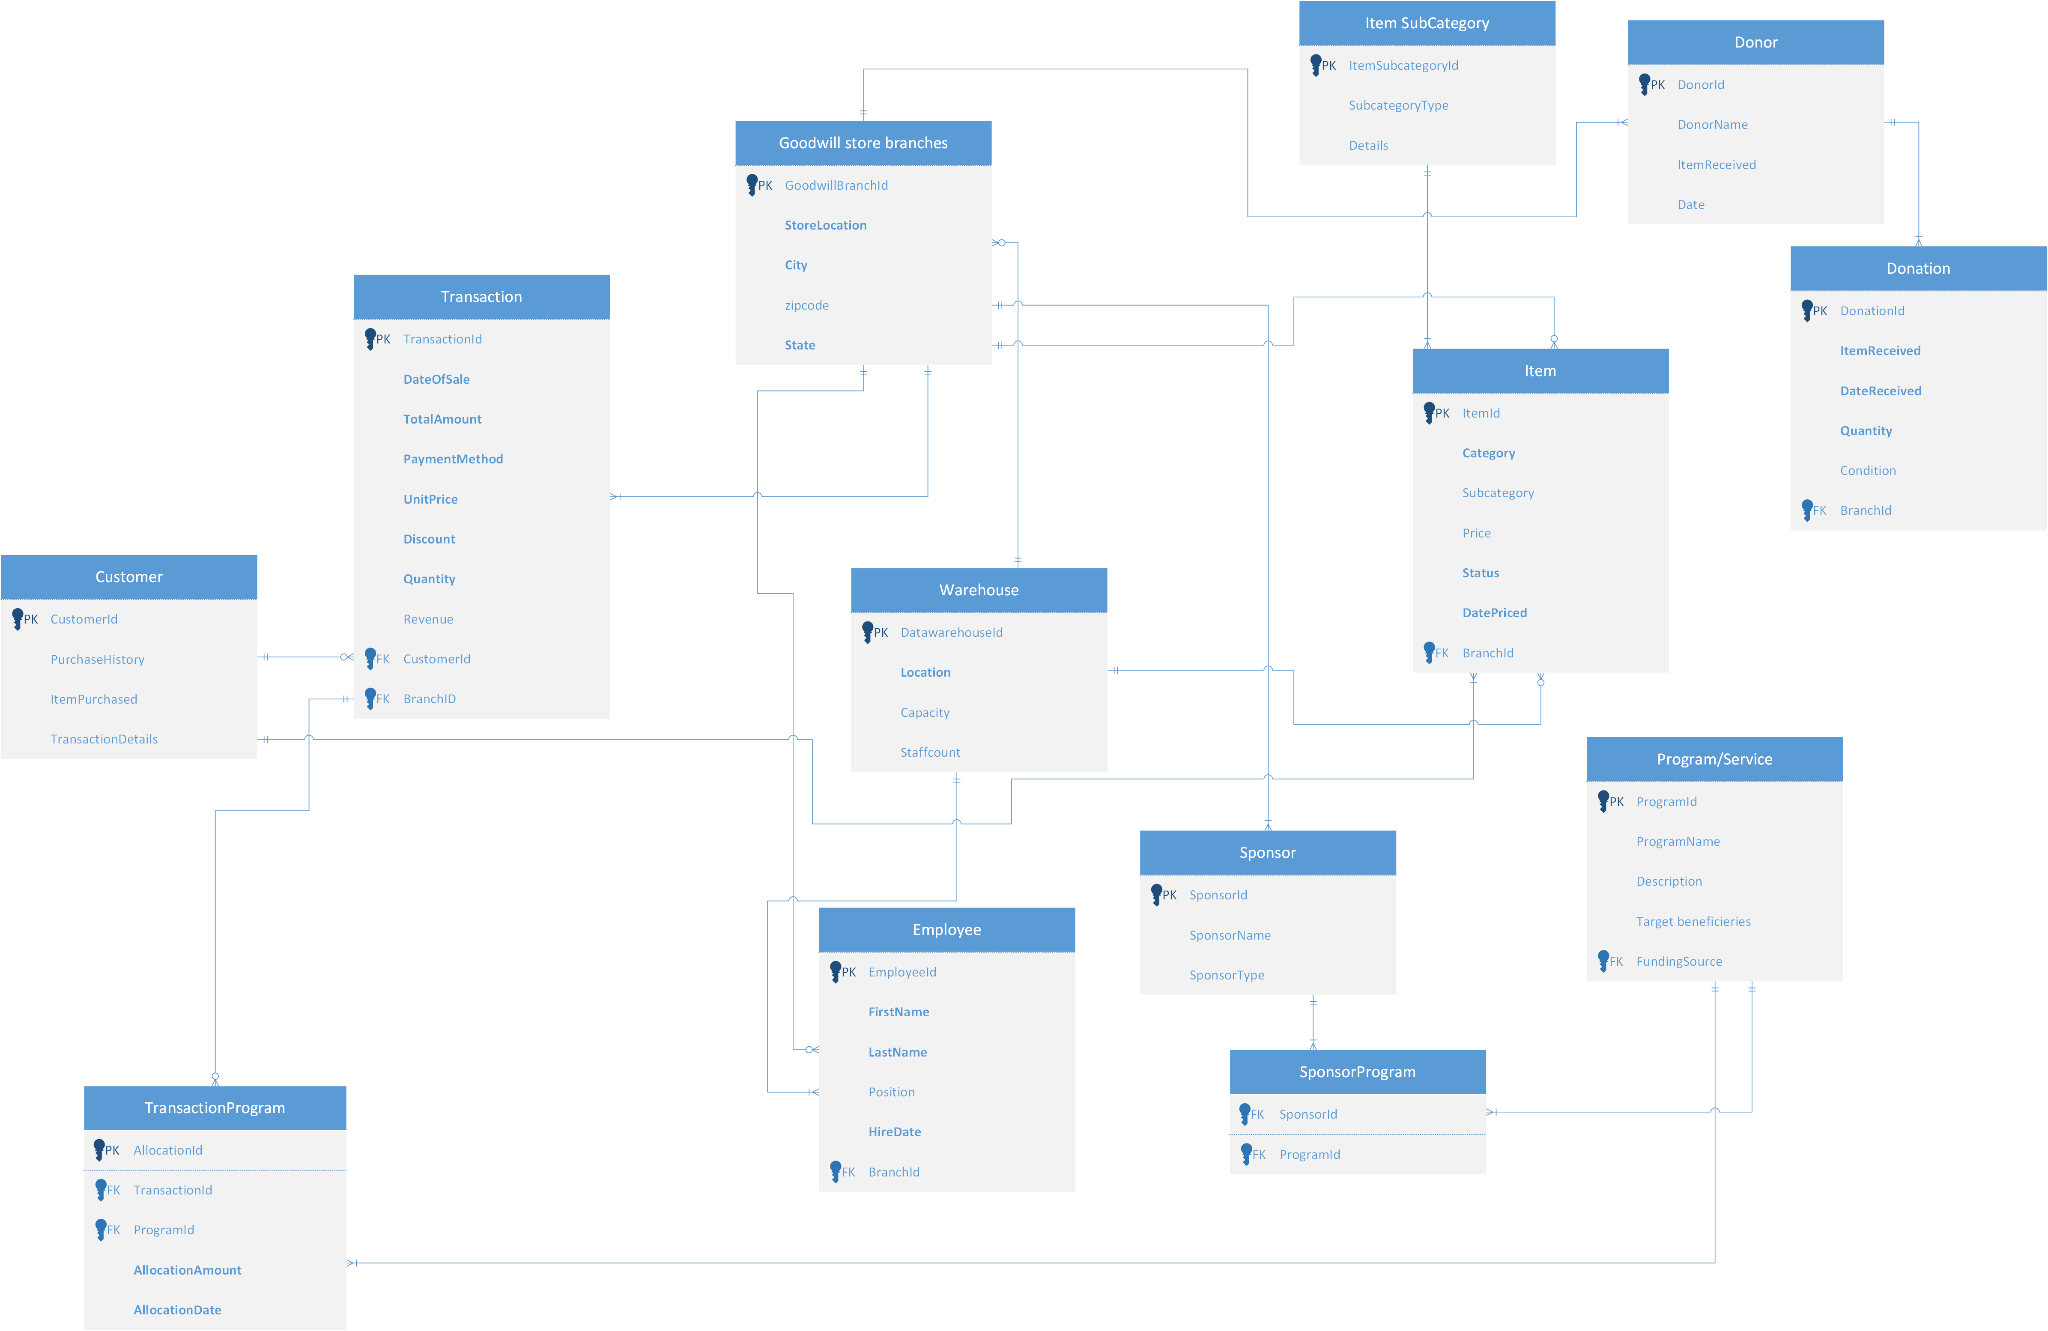 Item SubCategory
PK ItemSubcategoryId
SubcategoryType
Details
Donor
PK DonorId
DonorName
ItemReceived
Date
Goodwill store branches
PK GoodwillBranchId
StoreLocation
City
zipcode
State
Donation
PK DonationId
ItemReceived
DateReceived
Quantity
Condition
FK BranchId
Transaction
PK TransactionId
DateOfSale
TotalAmount
PaymentMethod
UnitPrice
Discount
Quantity
Revenue
FK CustomerId
FK BranchID
Item
PK ItemId
Category
Subcategory
Price
Status
DatePriced
FK BranchId
Customer
PK CustomerId
PurchaseHistory
ItemPurchased
TransactionDetails
Warehouse
PK DatawarehouseId
Location
Capacity
Staffcount
Program/Service
PK ProgramId
ProgramName
Description
Target beneficieries
FK FundingSource
Sponsor
PK SponsorId
SponsorName
SponsorType
Employee
PK EmployeeId
FirstName
LastName
Position
HireDate
FK BranchId
SponsorProgram
FK SponsorId
FK ProgramId
TransactionProgram
PK AllocationId
FK TransactionId
FK ProgramId
AllocationAmount
AllocationDate